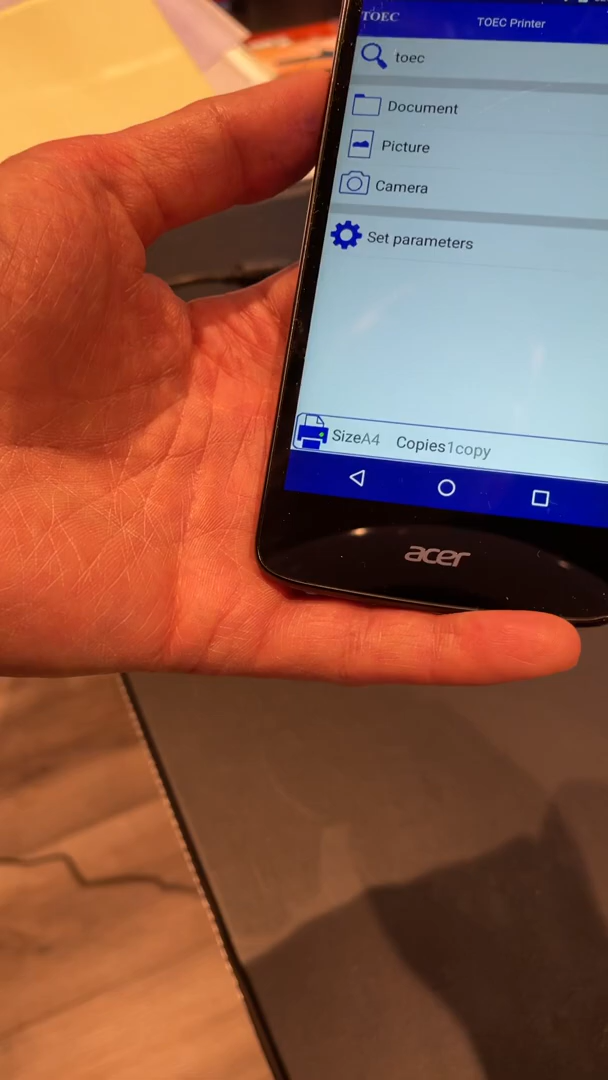 TOEC TOEC Printer
toec
Document
Picture
Camera
Set parameters
SizeA4 Copies1copy
acer